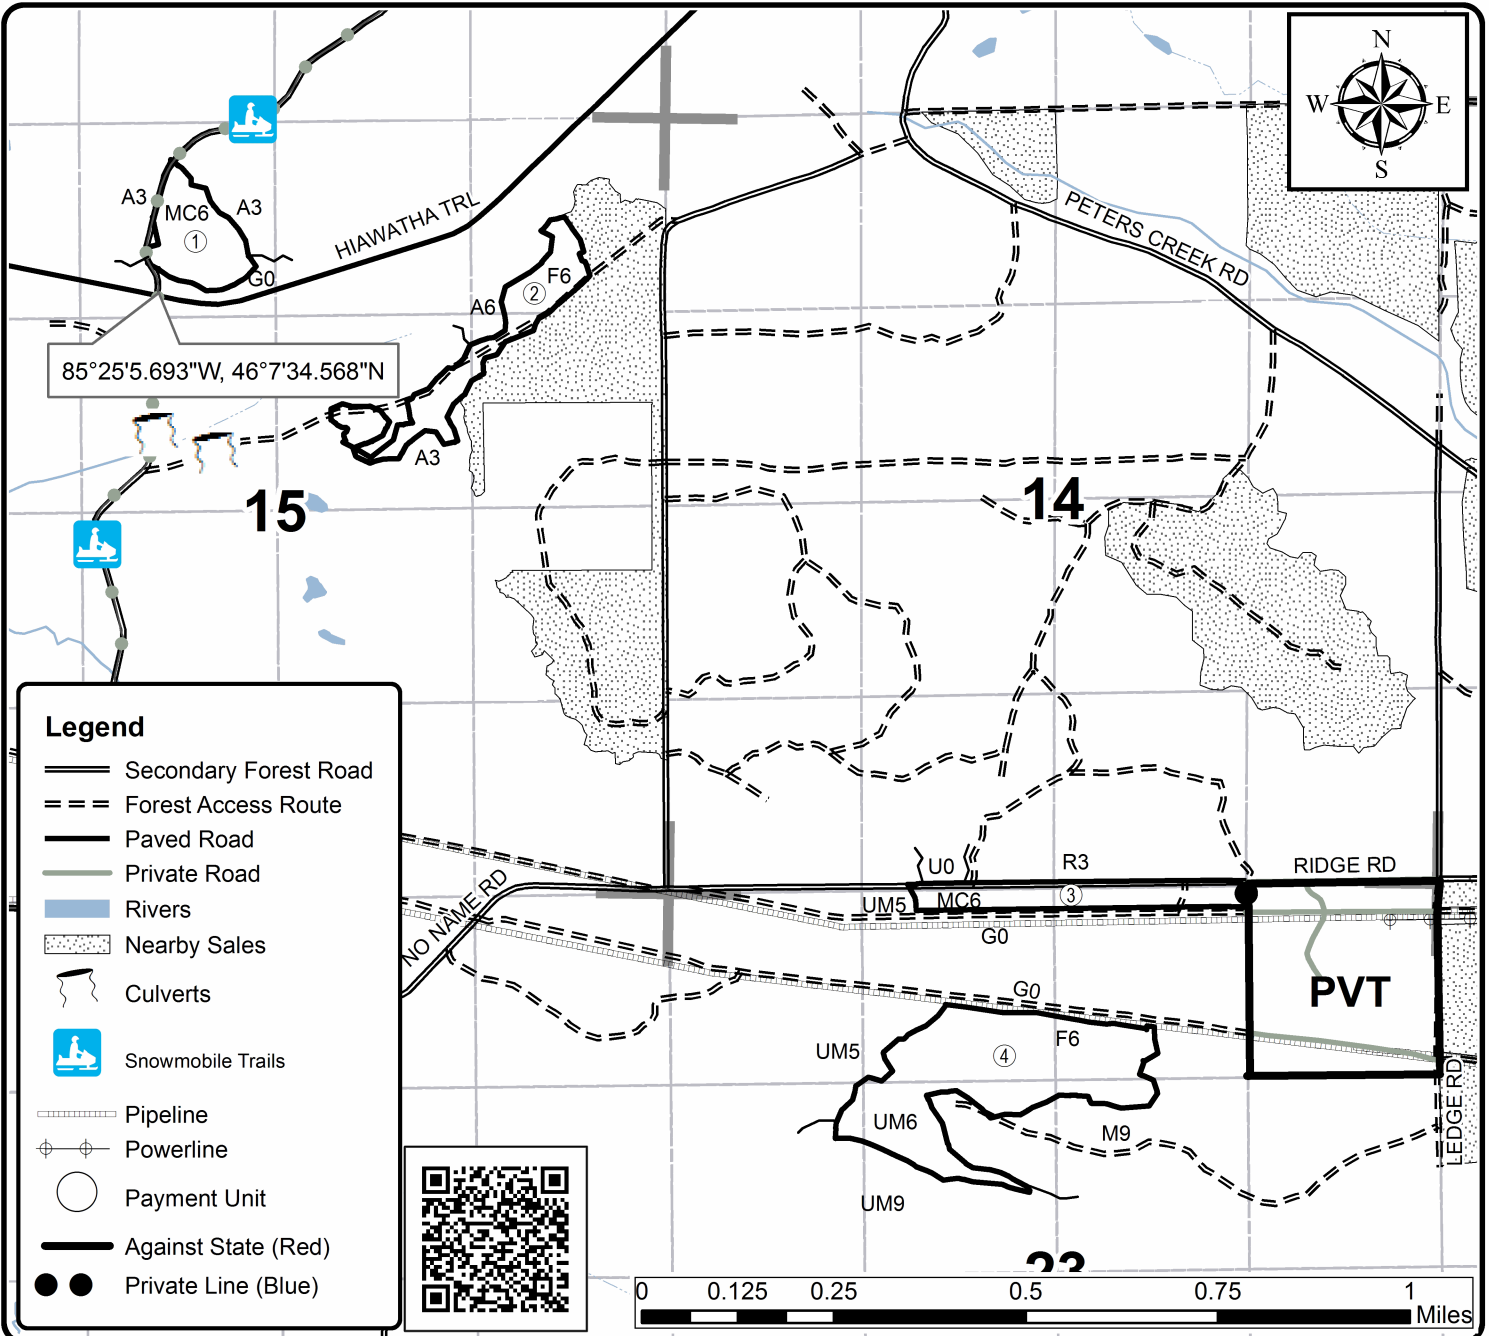 N
W E
S
A3
MC6
A3
1
G0
HIAWATHA TRL
PETERS CREEK RD
F6
2
A6
85°25'5.693"W, 46°7'34.568"N
A3
15
14
Legend
Secondary Forest Road
Forest Access Route
Paved Road
Private Road
Rivers
Nearby Sales
Culverts
Snowmobile Trails
Pipeline
Powerline
Payment Unit
Against State (Red)
Private Line (Blue)
NO NAME RD
U0
R3
RIDGE RD
UM5
MC6
3
G0
G0
PVT
UM5
4
F6
UM6
M9
LEDGE RD
UM9
23
0 0.125 0.25 0.5 0.75 1
Miles